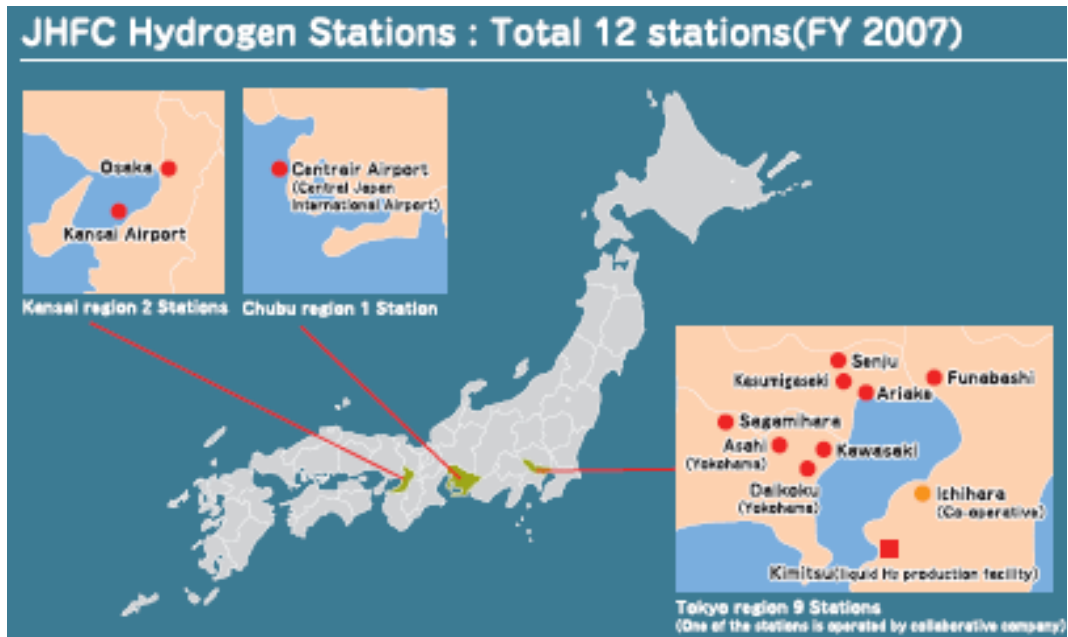 JHFC Hydrogen Stations : Total 12 stations(FY 2007)
Osaka
Kansai Airport
Kansai region 2 Stations
Centrair Airport
(Central Japan
International Airport)
Chubu region 1 Station
Senju
Kasumigaseki
Ariake
Funabashi
Sagamihara
Asahi
(Yokohama)
Kawasaki
Daikoku
(Yokohama)
Ichihara
(Co-operative)
Kimitsu(liquid H2 production facility)
Tokyo region 9 Stations
(One of the stations is operated by collaborative company)